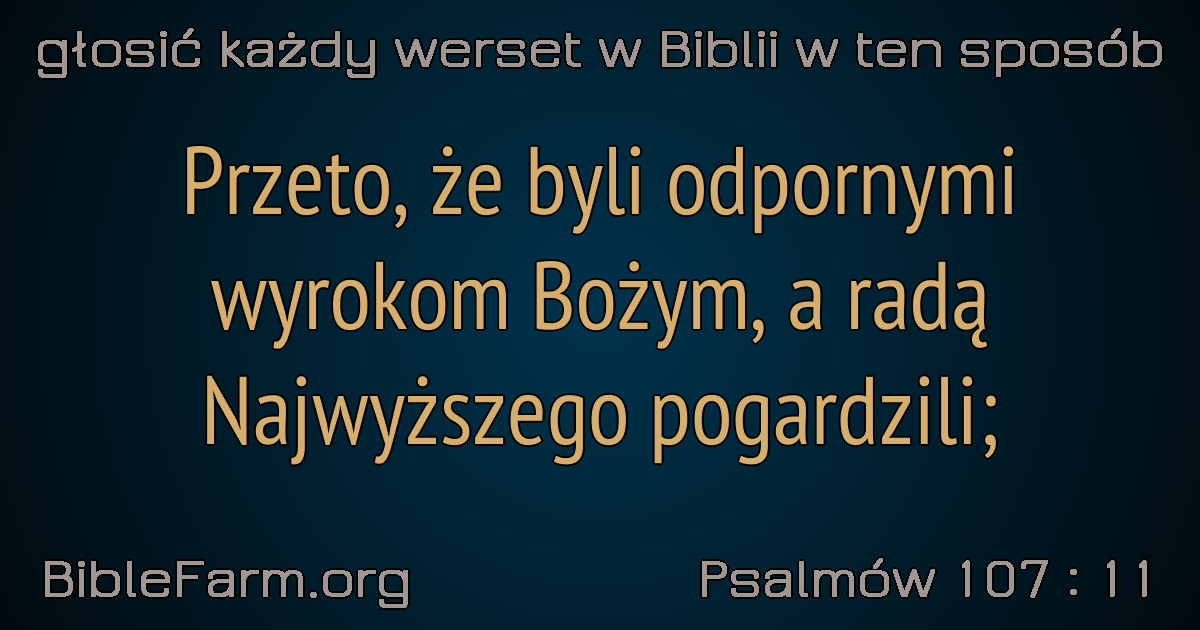 głosić każdy werset w Biblii w ten sposób
Przeto, że byli odpornymi
wyrokom Bożym, a radą
Najwyższego pogardzili;
BibleFarm.org
Psalmów 107 : 11